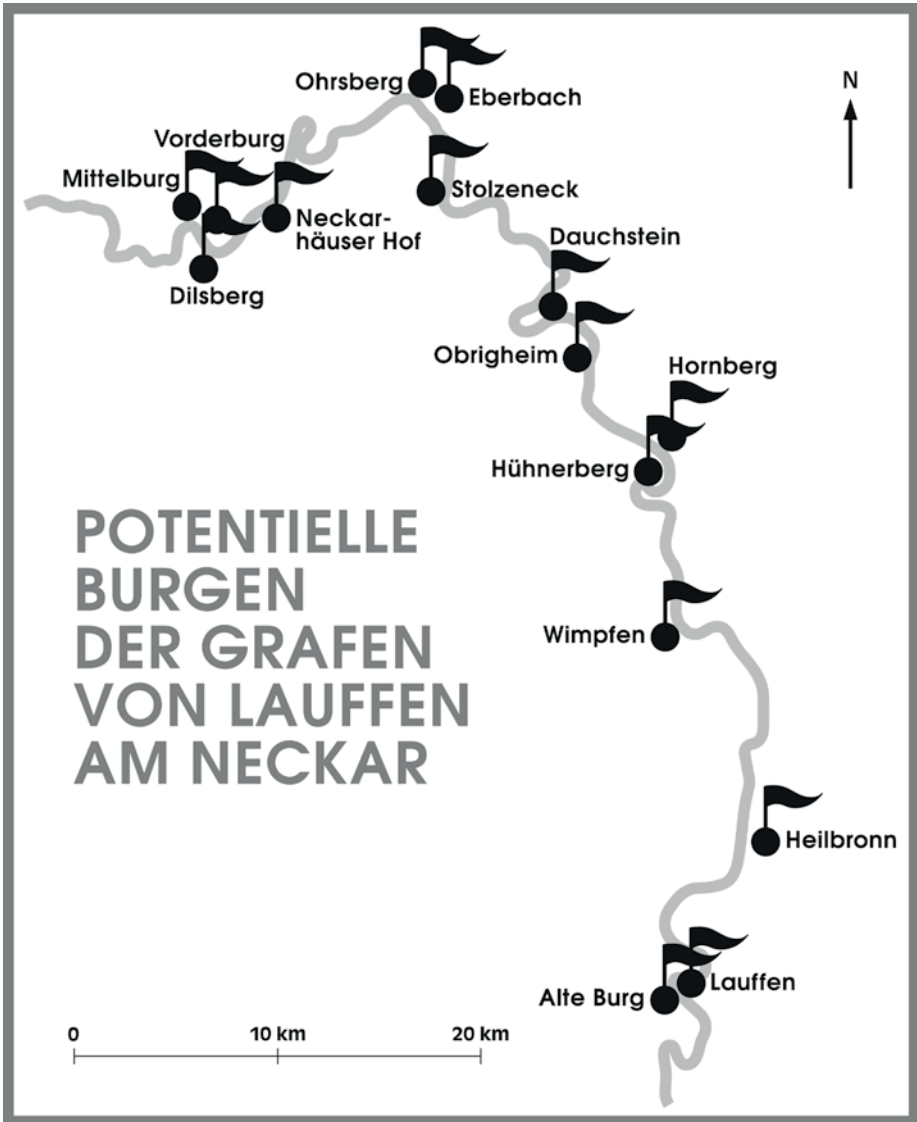 Ohrsberg
Eberbach
N
Vorderburg
Mittelburg
Stolzeneck
Neckar-
häuser Hof
Dauchstein
Dilsberg
Obrigheim
Hornberg
Hühnerberg
POTENTIELLE
BURGEN
DER GRAFEN
VON LAUFFEN
AM NECKAR
Wimpfen
Heilbronn
Lauffen
Alte Burg
0 10 km 20 km